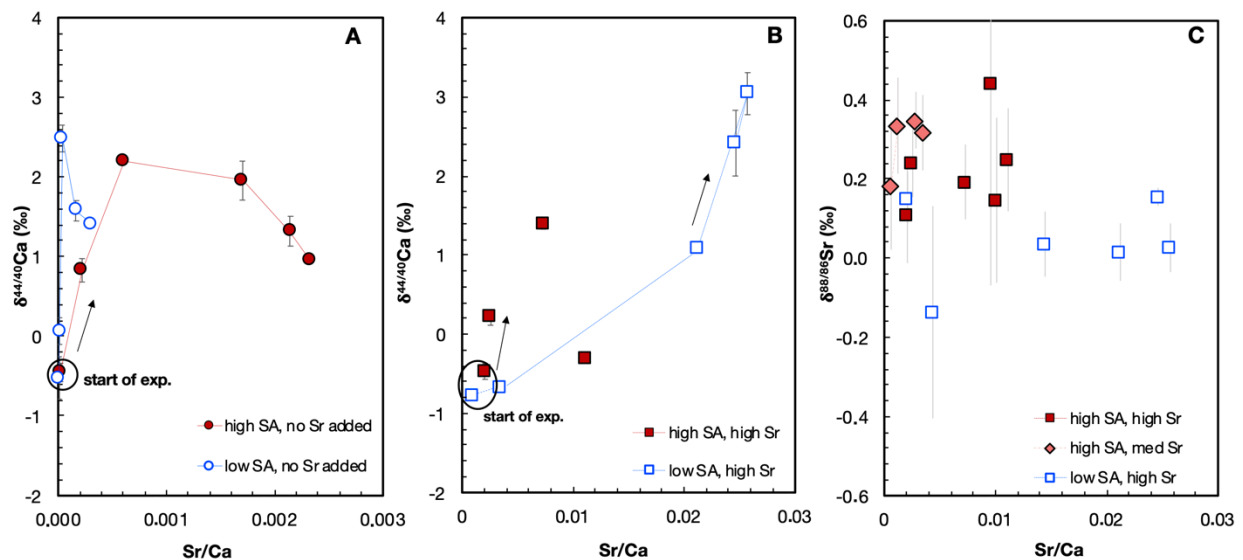 A
4
3
2
1
0
-1
-2
δ44/40Ca (‰)
start of exp.
high SA, no Sr added
low SA, no Sr added
0.000
0.001
0.002
0.003
Sr/Ca
B
4
3
2
1
0
-1
-2
δ44/40Ca (‰)
start of exp.
high SA, high Sr
low SA, high Sr
0
0.01
0.02
0.03
Sr/Ca
C
0.6
0.4
0.2
0.0
-0.2
-0.4
-0.6
δ88/86Sr (‰)
high SA, high Sr
high SA, med Sr
low SA, high Sr
0
0.01
0.02
0.03
Sr/Ca